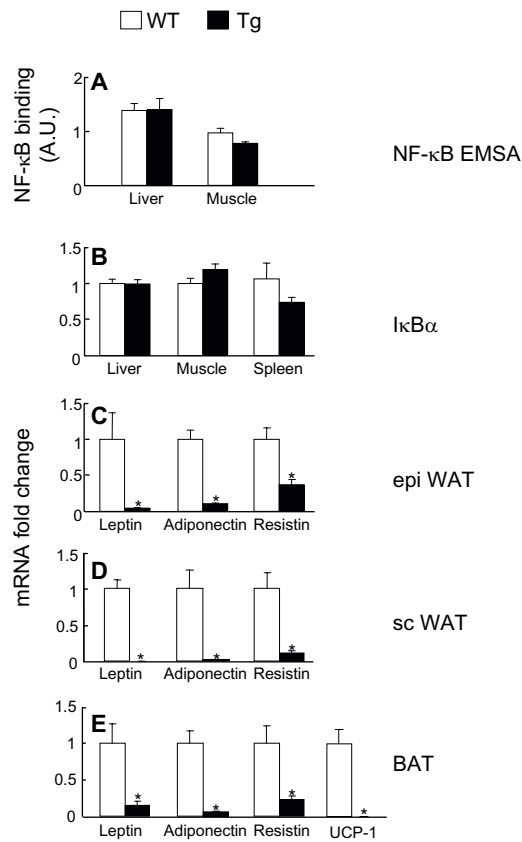 WT Tg
A
NF-κB binding
(A.U.)
2
1
0
Liver Muscle
NF-κB EMSA
B
1.5
1
0.5
0
Liver Muscle Spleen
IκBα
mRNA fold change
C
1.5
1
0.5
0
* * *
Leptin Adiponectin Resistin
epi WAT
D
1.5
1
0.5
0
* * *
Leptin Adiponectin Resistin
sc WAT
E
1.5
1
0.5
0
* * * *
Leptin Adiponectin Resistin UCP-1
BAT